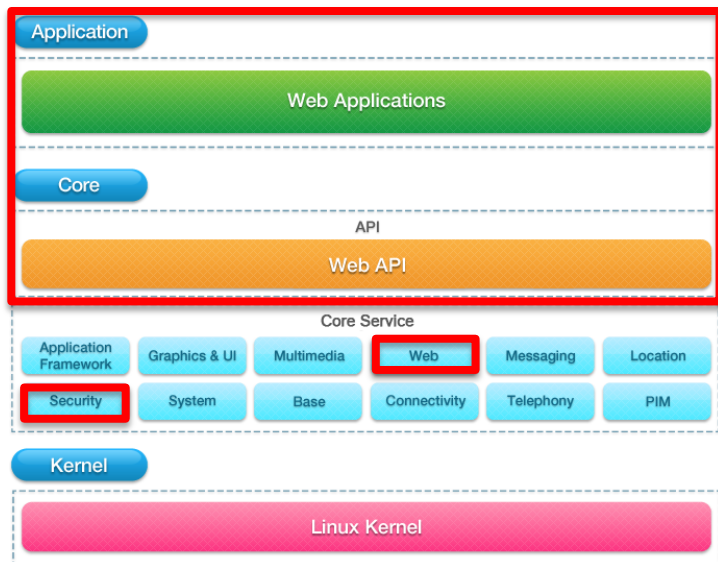 Application
Web Applications
Core
API
Web API
Core Service
Application
Framework
Graphics & UI
Multimedia
Web
Messaging
Location
Security
System
Base
Connectivity
Telephony
PIM
Kernel
Linux Kernel